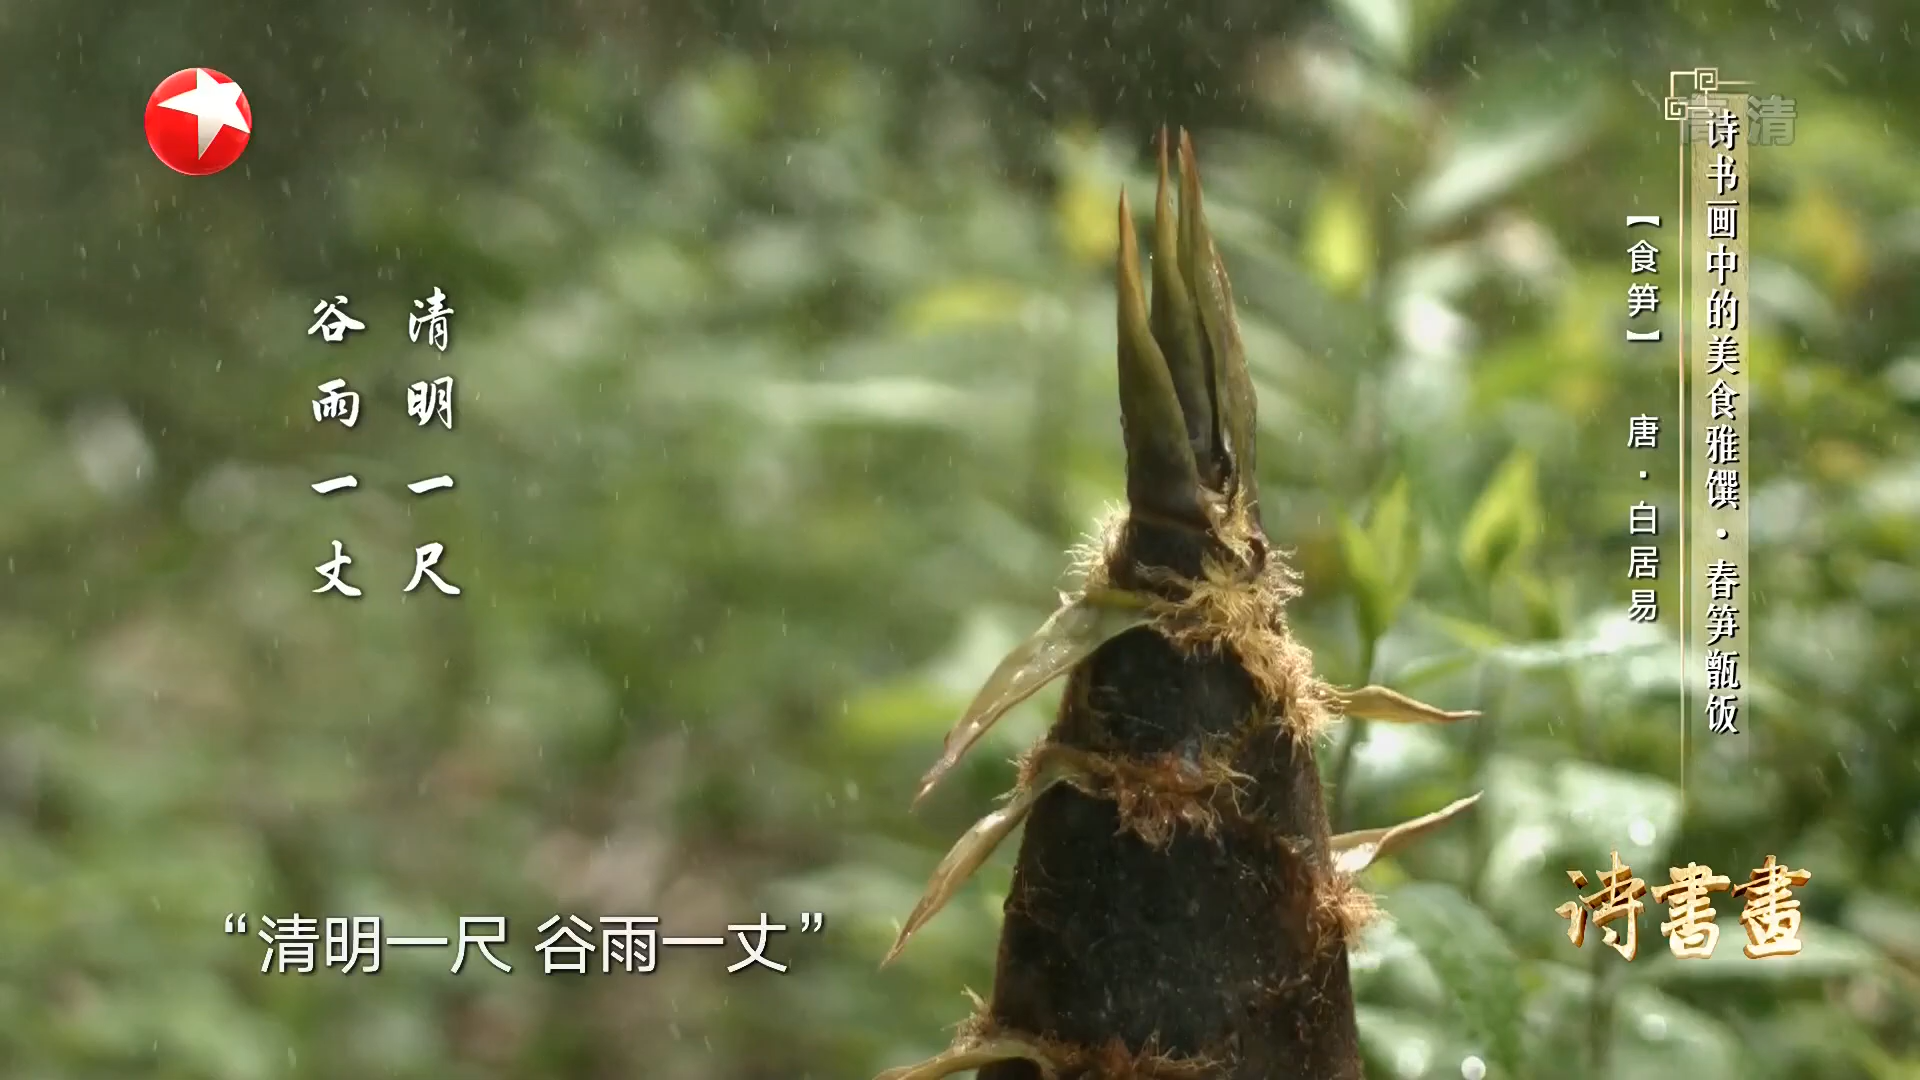 高清
诗书画中的美食雅馔·春笋甑饭
【食笋】 唐·白居易
清明一尺
谷雨一丈
“清明一尺 谷雨一丈”
诗書畫